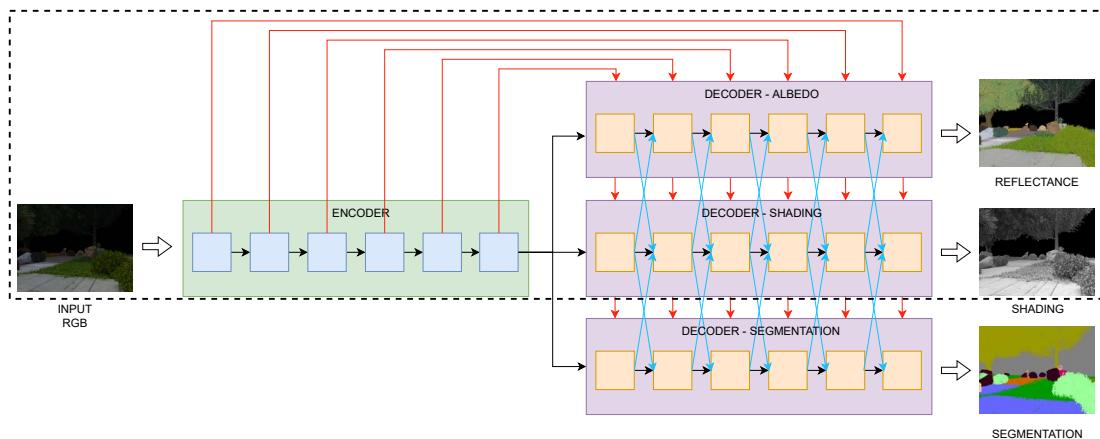 DECODER - ALBEDO
REFLECTANCE
ENCODER
DECODER - SHADING
INPUT
RGB
SHADING
DECODER - SEGMENTATION
SEGMENTATION